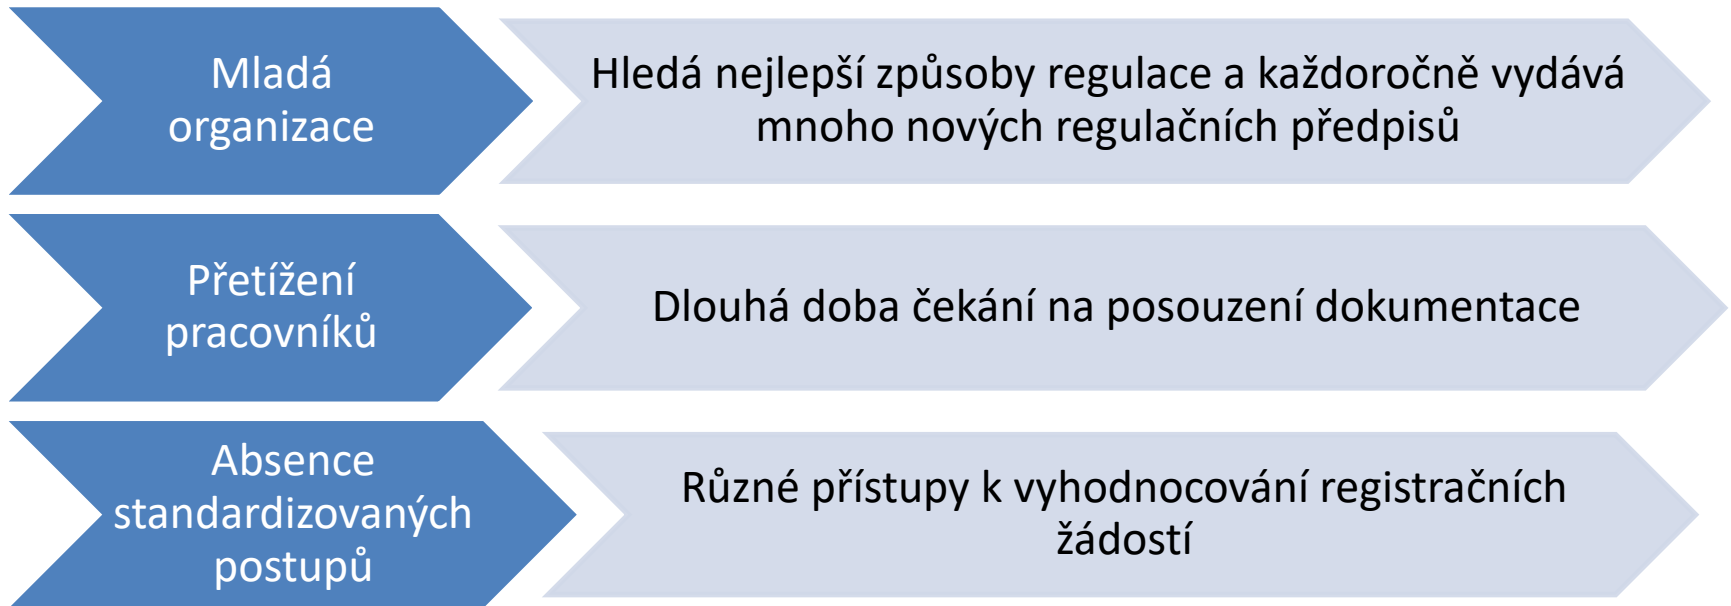 Mladá
organizace
Hledá nejlepší způsoby regulace a každoročně vydává
mnoho nových regulačních předpisů
Přetížení
pracovníků
Dlouhá doba čekání na posouzení dokumentace
Absence
standardizovaných
postupů
Různé přístupy k vyhodnocování registračních
žádostí